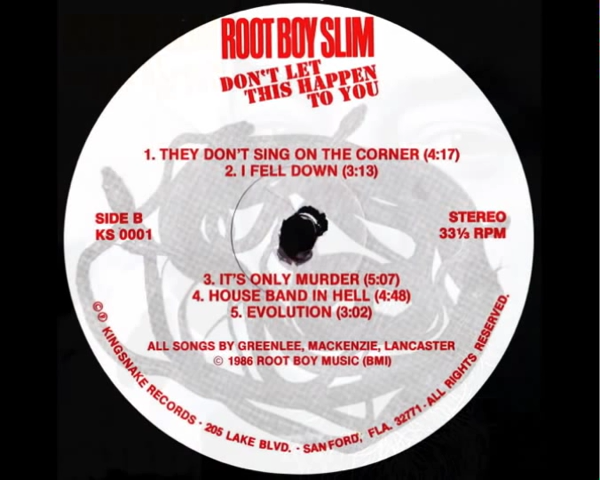 ROOT BOY SLIM
DON'T LET
THIS HAPPEN
TO YOU
1. THEY DON'T SING ON THE CORNER (4:17)
2. I FELL DOWN (3:13)
SIDE B
KS 0001
STEREO
33⅓ RPM
3. IT'S ONLY MURDER (5:07)
4. HOUSE BAND IN HELL (4:48)
5. EVOLUTION (3:02)
ALL SONGS BY GREENLEE, MACKENZIE, LANCASTER
© 1986 ROOT BOY MUSIC (BMI)
© ℗ KINGSNAKE RECORDS · 205 LAKE BLVD. · SANFORD, FLA. 32771 · ALL RIGHTS RESERVED.